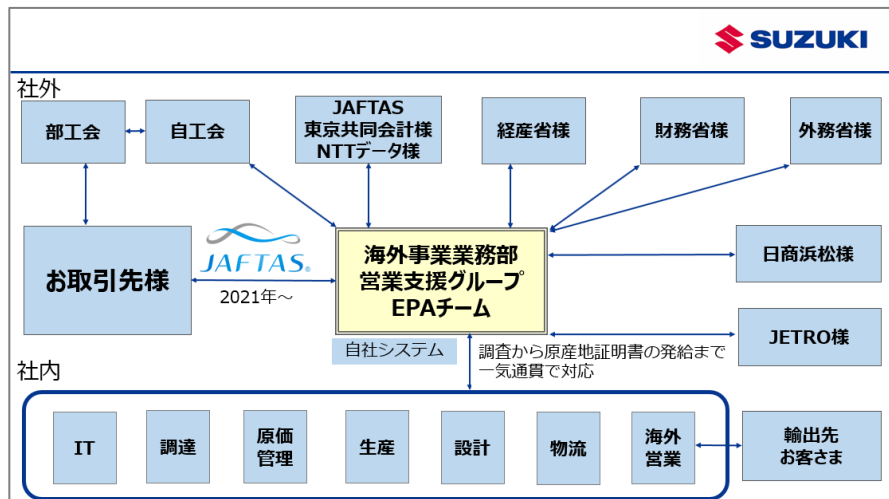 SUZUKI
社外
部工会
自工会
JAFTAS
東京共同会計様
NTTデータ様
経産省様
財務省様
外務省様
お取引先様
JAFTAS®
2021年~
海外事業業務部
営業支援グループ
EPAチーム
日商浜松様
JETRO様
自社システム
調査から原産地証明書の発給まで
一気通貫で対応
社内
IT
調達
原価
管理
生産
設計
物流
海外
営業
輸出先
お客さま